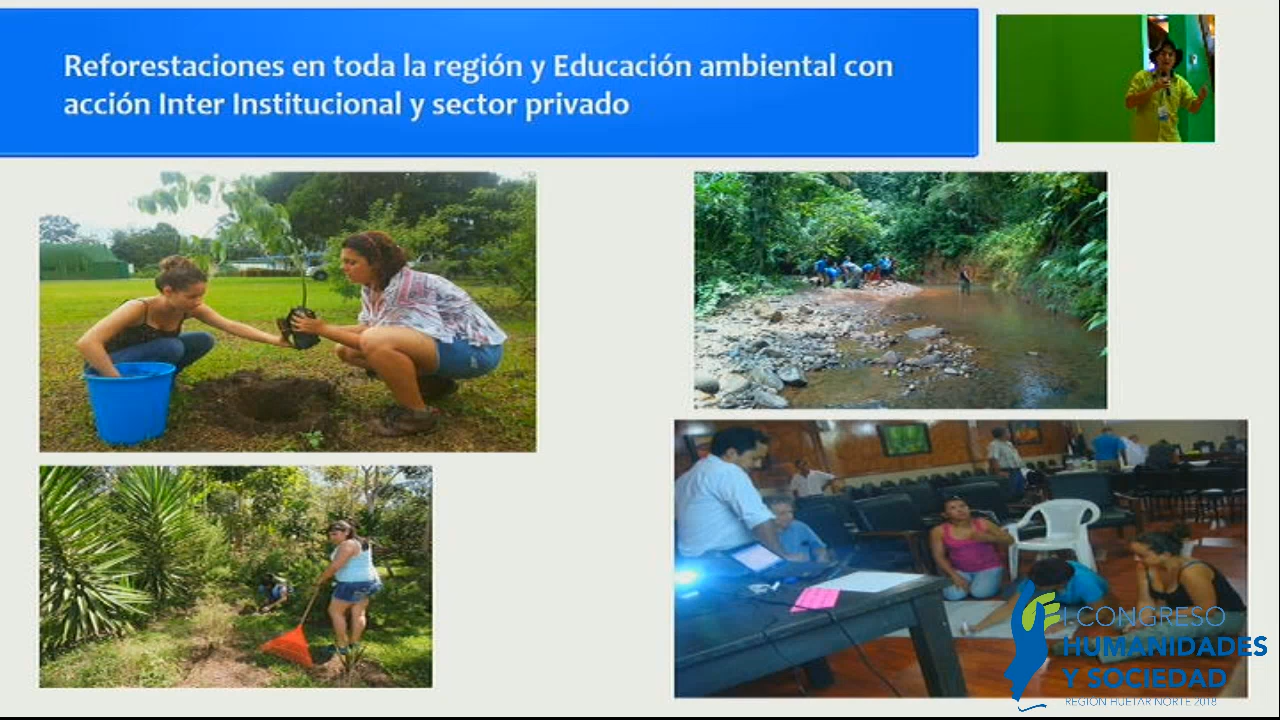 Reforestaciones en toda la región y Educación ambiental con
acción Inter Institucional y sector privado
I CONGRESO
HUMANIDADES
Y SOCIEDAD
REGIÓN HUETAR NORTE 2018